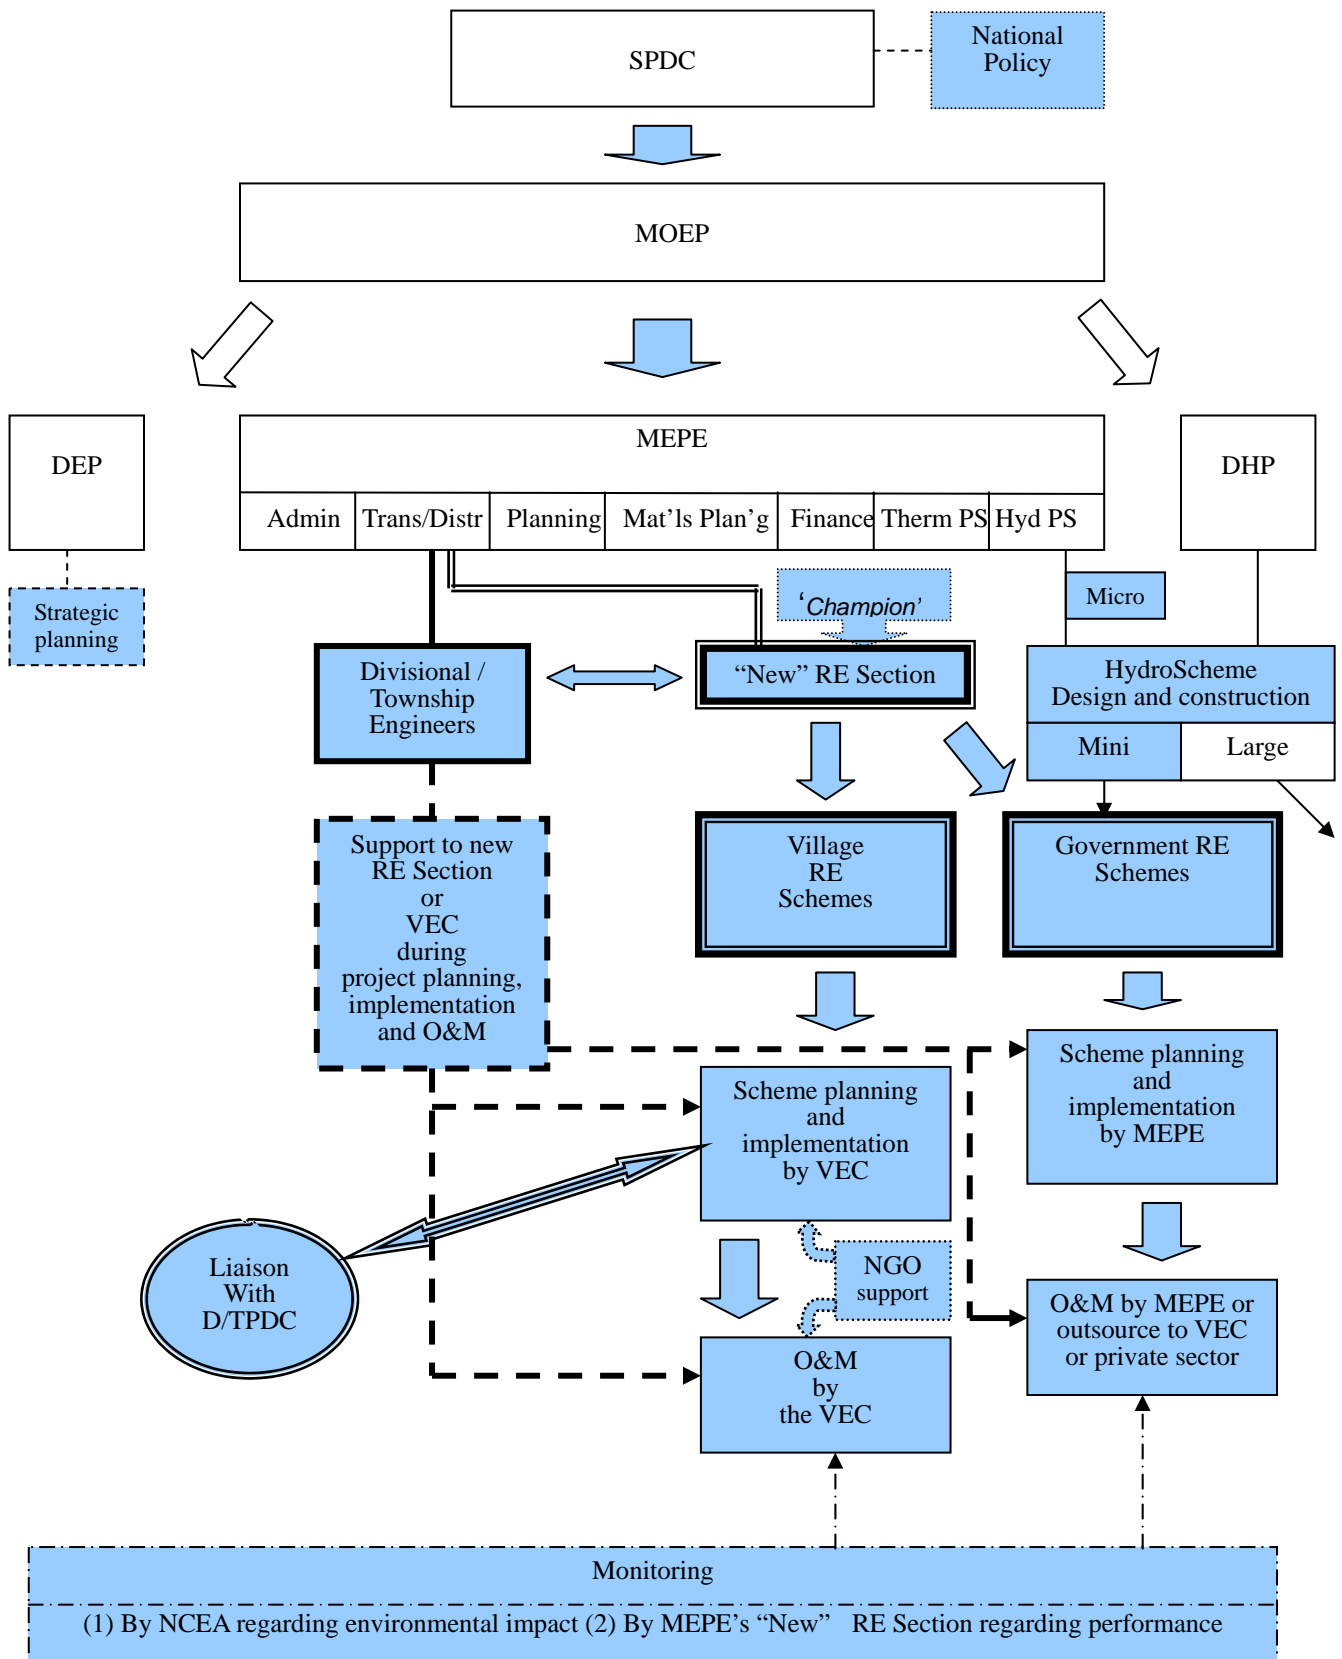 SPDC
National
Policy
MOEP
DEP
MEPE
DHP
Admin
Trans/Distr
Planning
Mat’ls Plan’g
Finance
Therm PS
Hyd PS
Strategic
planning
‘Champion’
Micro
Divisional /
Township
Engineers
“New” RE Section
HydroScheme
Design and construction
Mini
Large
Support to new
RE Section
or
VEC
during
project planning,
implementation
and O&M
Village
RE
Schemes
Government RE
Schemes
Scheme planning
and
implementation
by VEC
Scheme planning
and
implementation
by MEPE
Liaison
With
D/TPDC
NGO
support
O&M by MEPE or
outsource to VEC
or private sector
O&M
by
the VEC
Monitoring
(1) By NCEA regarding environmental impact (2) By MEPE’s “New” RE Section regarding performance